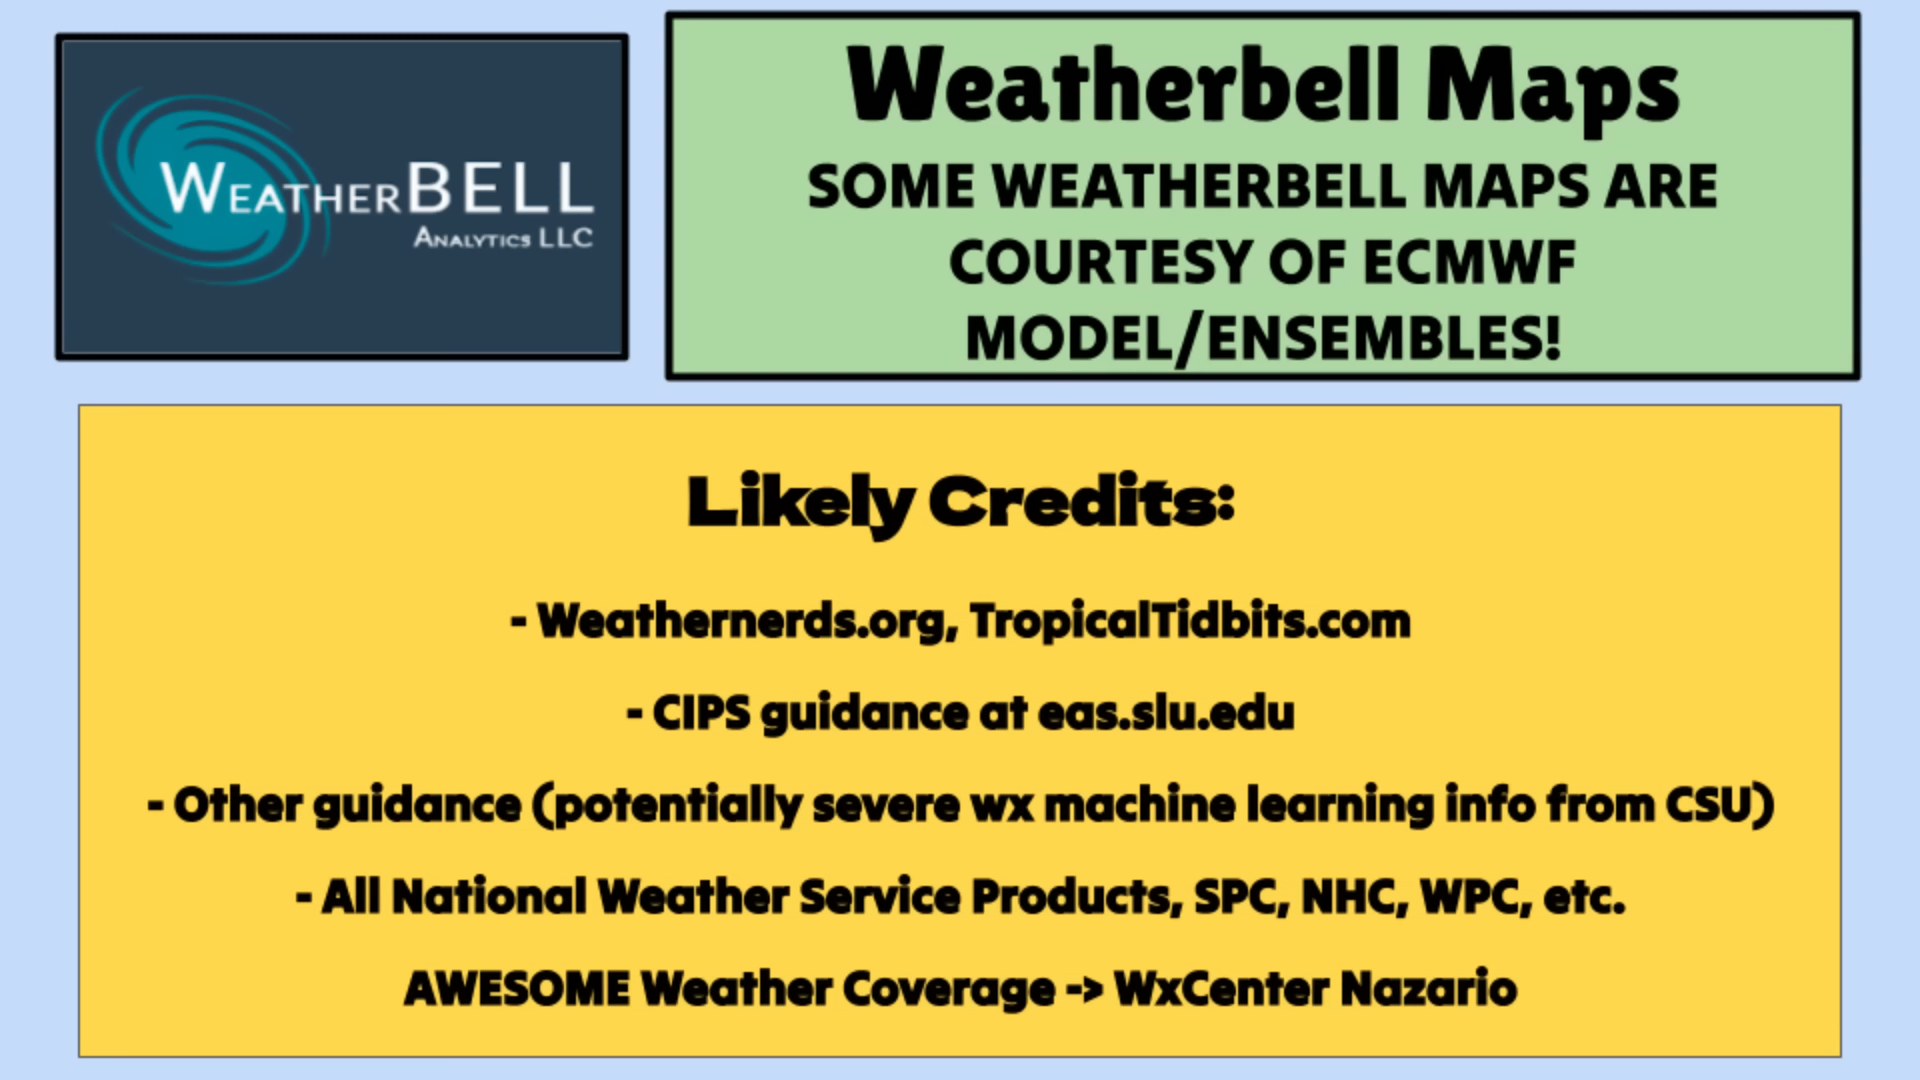 WEATHERBELL
ANALYTICS LLC
Weatherbell Maps
SOME WEATHERBELL MAPS ARE
COURTESY OF ECMWF
MODEL/ENSEMBLES!
Likely Credits:
- Weathernerds.org, TropicalTidbits.com
- CIPS guidance at eas.slu.edu
- Other guidance (potentially severe wx machine learning info from CSU)
- All National Weather Service Products, SPC, NHC, WPC, etc.
AWESOME Weather Coverage -> WxCenter Nazario